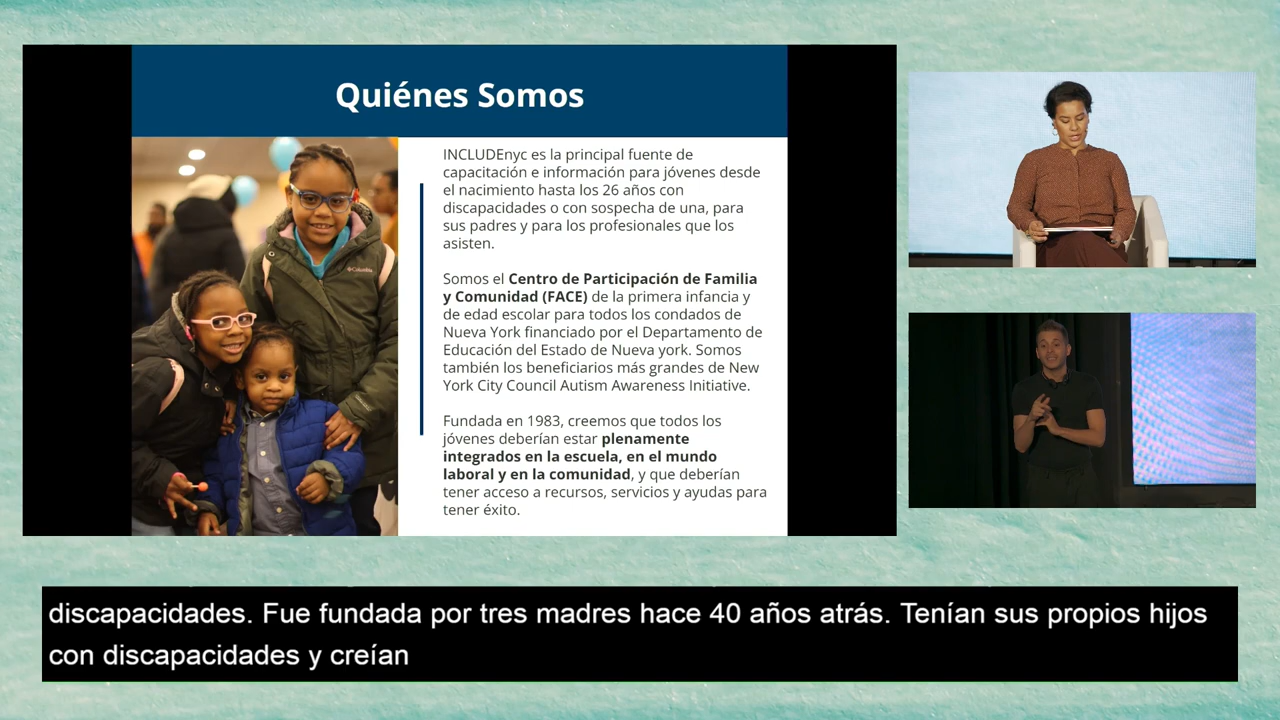 Quiénes Somos
INCLUDEnyc es la principal fuente de
capacitación e información para jóvenes desde
el nacimiento hasta los 26 años con
discapacidades o con sospecha de una, para
sus padres y para los profesionales que los
asisten.
Somos el Centro de Participación de Familia
y Comunidad (FACE) de la primera infancia y
de edad escolar para todos los condados de
Nueva York financiado por el Departamento de
Educación del Estado de Nueva york. Somos
también los beneficiarios más grandes de New
York City Council Autism Awareness Initiative.
Fundada en 1983, creemos que todos los
jóvenes deberían estar plenamente
integrados en la escuela, en el mundo
laboral y en la comunidad, y que deberían
tener acceso a recursos, servicios y ayudas para
tener éxito.
Columbia
discapacidades. Fue fundada por tres madres hace 40 años atrás. Tenían sus propios hijos
con discapacidades y creían